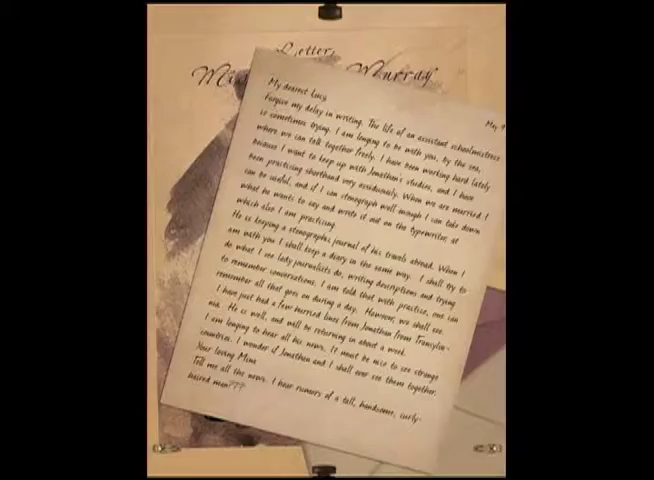 Letter,
Mi Murray
May, 9
My dearest Lucy,
Forgive my delay in writing. The life of an assistant schoolmistress
is sometimes trying. I am longing to be with you, by the sea,
where we can talk together freely. I have been working hard lately
because I want to keep up with Jonathan's studies, and I have
been practising shorthand very assiduously. When we are married I
can be useful, and if I can stenograph well enough I can take down
what he wants to say and write it out on the typewriter, at
which also I am practising.
He is keeping a stenographic journal of his travels abroad. When I
am with you I shall keep a diary in the same way. I shall try to
do what I see lady journalists do, writing descriptions and trying
to remember conversations. I am told that with practice, one can
remember all that goes on during a day. However, we shall see.
I have just had a few hurried lines from Jonathan from Transylva-
nia. He is well, and will be returning in about a week.
I am longing to hear all his news. It must be nice to see strange
countries. I wonder if Jonathan and I shall ever see them together.
Your loving Mina
Tell me all the news. I hear rumors of a tall, handsome, curly-
haired man???